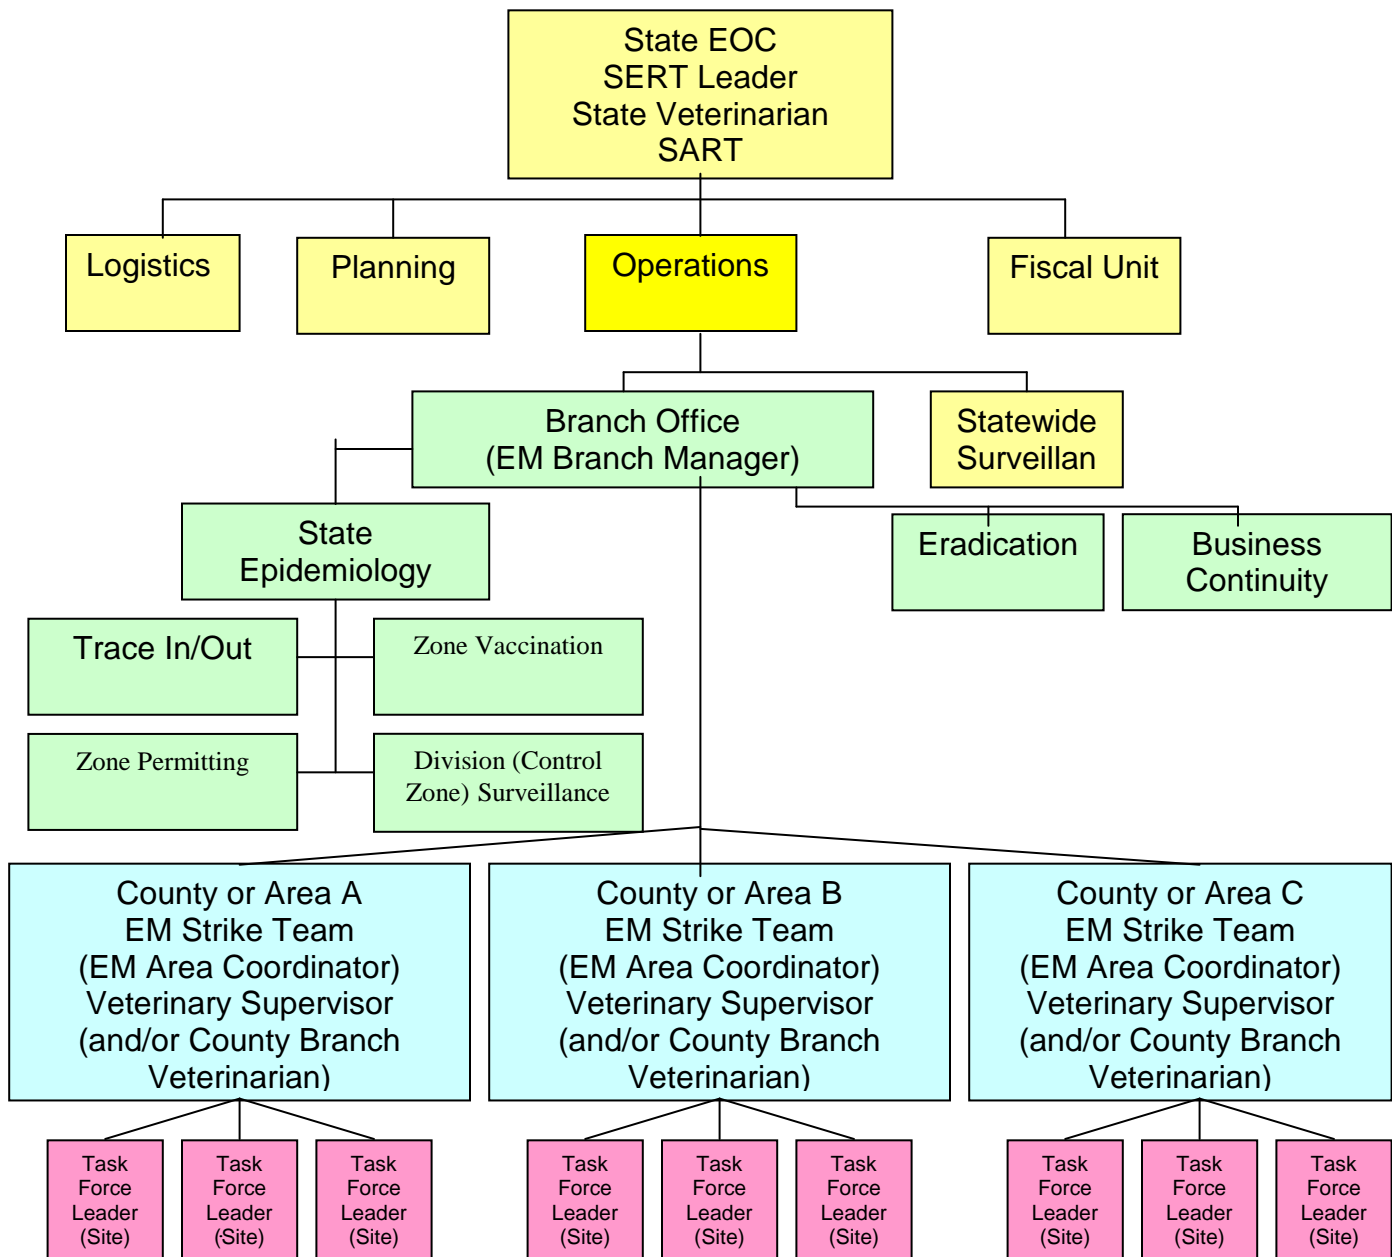 State EOC
SERT Leader
State Veterinarian
SART
Logistics
Planning
Operations
Fiscal Unit
Branch Office
(EM Branch Manager)
Statewide
Surveillan
State
Epidemiology
Eradication
Business
Continuity
Trace In/Out
Zone Vaccination
Zone Permitting
Division (Control
Zone) Surveillance
County or Area A
EM Strike Team
(EM Area Coordinator)
Veterinary Supervisor
(and/or County Branch
Veterinarian)
County or Area B
EM Strike Team
(EM Area Coordinator)
Veterinary Supervisor
(and/or County Branch
Veterinarian)
County or Area C
EM Strike Team
(EM Area Coordinator)
Veterinary Supervisor
(and/or County Branch
Veterinarian)
Task
Force
Leader
(Site)
Task
Force
Leader
(Site)
Task
Force
Leader
(Site)
Task
Force
Leader
(Site)
Task
Force
Leader
(Site)
Task
Force
Leader
(Site)
Task
Force
Leader
(Site)
Task
Force
Leader
(Site)
Task
Force
Leader
(Site)